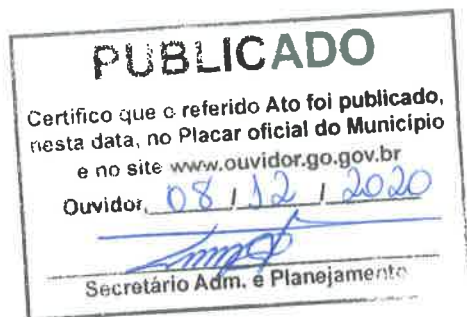 PUBLICADO
Certifico que o referido Ato foi publicado,
nesta data, no Placar oficial do Município
e no site www.ouvidor.go.gov.br
Ouvidor, 08 / 12 / 2020
Secretário Adm. e Planejamento